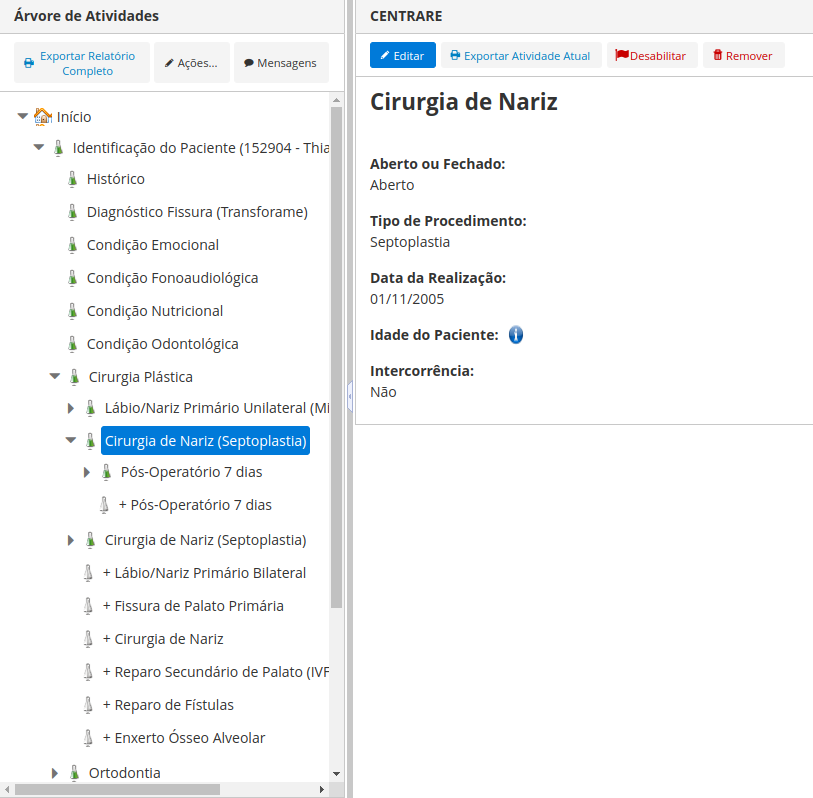 Árvore de Atividades
Exportar Relatório
Completo
Ações...
Mensagens
Início
Identificação do Paciente (152904 - Thia
Histórico
Diagnóstico Fissura (Transforame)
Condição Emocional
Condição Fonoaudiológica
Condição Nutricional
Condição Odontológica
Cirurgia Plástica
Lábio/Nariz Primário Unilateral (Mi
Cirurgia de Nariz (Septoplastia)
Pós-Operatório 7 dias
+ Pós-Operatório 7 dias
Cirurgia de Nariz (Septoplastia)
+ Lábio/Nariz Primário Bilateral
+ Fissura de Palato Primária
+ Cirurgia de Nariz
+ Reparo Secundário de Palato (IVF
+ Reparo de Fístulas
+ Enxerto Ósseo Alveolar
Ortodontia
CENTRARE
Editar
Exportar Atividade Atual
Desabilitar
Remover
Cirurgia de Nariz
Aberto ou Fechado:
Aberto
Tipo de Procedimento:
Septoplastia
Data da Realização:
01/11/2005
Idade do Paciente:
Intercorrência:
Não